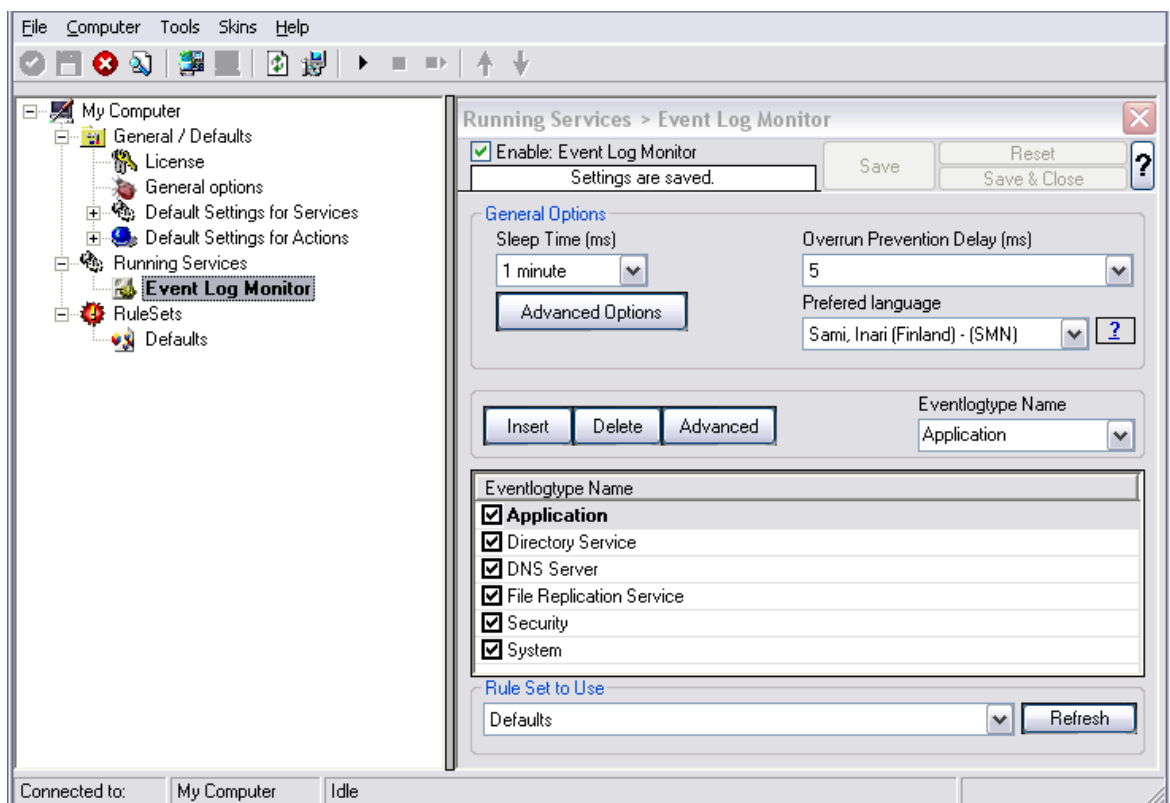 File Computer Tools Skins Help
My Computer
General / Defaults
License
General options
Default Settings for Services
Default Settings for Actions
Running Services
Event Log Monitor
RuleSets
Defaults
Running Services > Event Log Monitor
Enable: Event Log Monitor
Settings are saved.
Save
Reset
Save & Close
?
General Options
Sleep Time (ms)
1 minute
Advanced Options
Overrun Prevention Delay (ms)
5
Prefered language
Sami, Inari (Finland) - (SMN)
?
Insert Delete Advanced
Eventlogtype Name
Application
Eventlogtype Name
Application
Directory Service
DNS Server
File Replication Service
Security
System
Rule Set to Use
Defaults
Refresh
Connected to: My Computer Idle